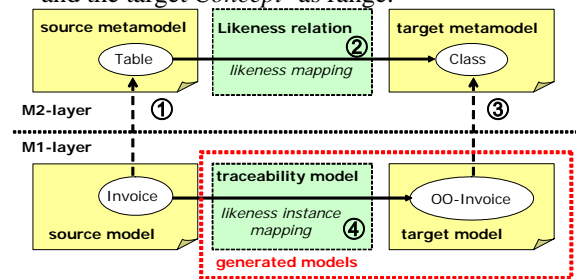 and the target Concept as range.
source metamodel
Likeness relation
target metamodel
②
Table
Class
likeness mapping
①
③
M2-layer
M1-layer
traceability model
Invoice
OO-Invoice
likeness instance
mapping
④
source model
target model
generated models